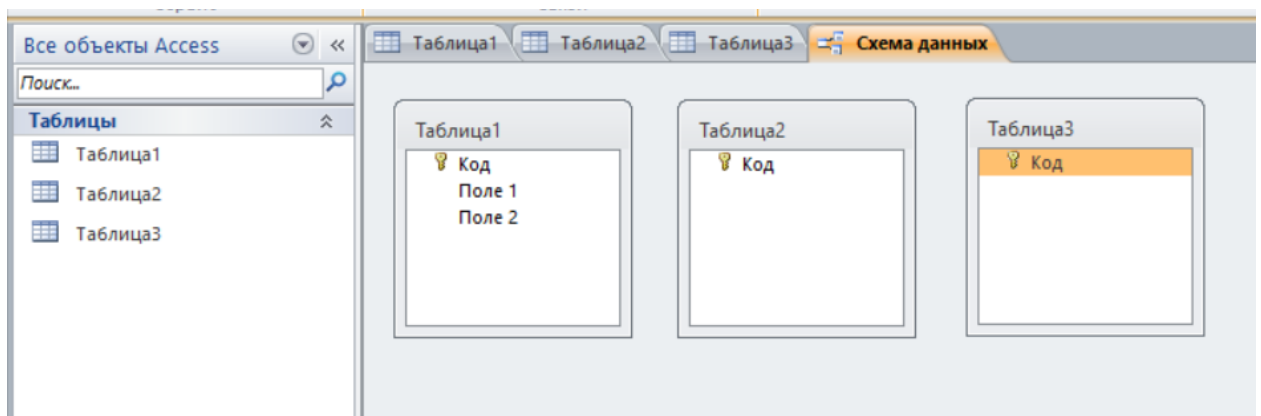 Все объекты Access
Поиск...
Таблицы
Таблица1
Таблица2
Таблица3
Таблица1 Таблица2 Таблица3 Схема данных
Таблица1
Код
Поле 1
Поле 2
Таблица2
Код
Таблица3
Код